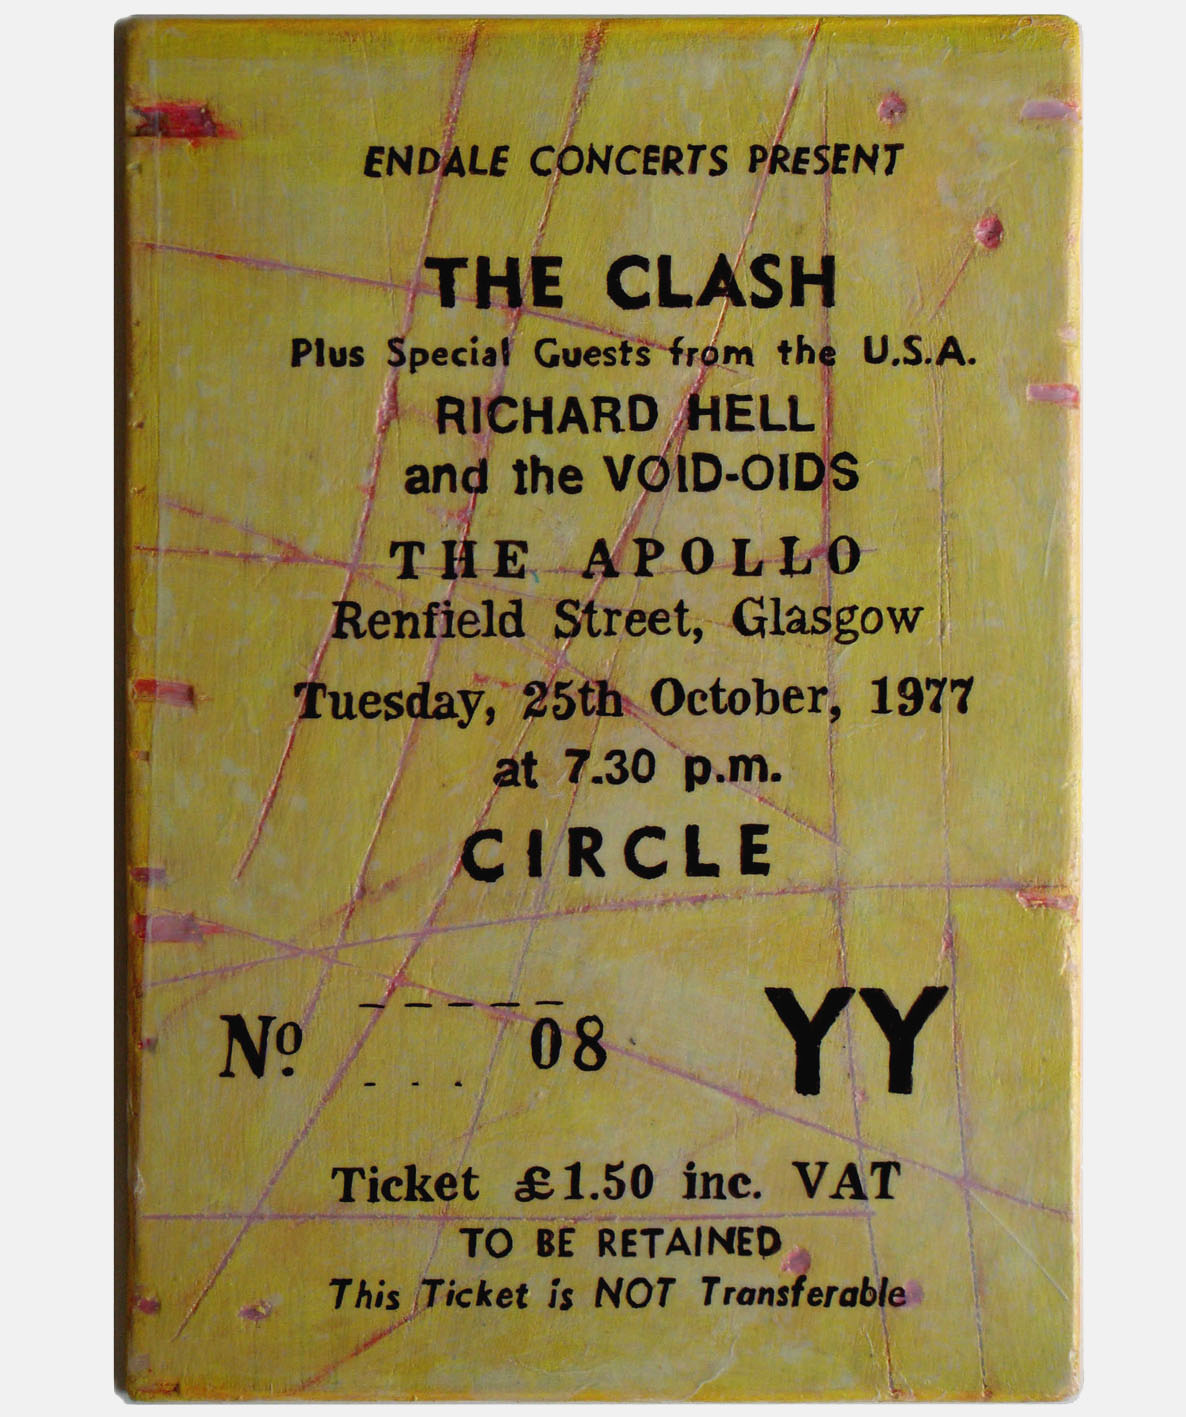 ENDALE CONCERTS PRESENT
THE CLASH
Plus Special Guests from the U.S.A.
RICHARD HELL
and the VOID-OIDS
THE APOLLO
Renfield Street, Glasgow
Tuesday, 25th October, 1977
at 7.30 p.m.
CIRCLE
No. 08 YY
Ticket £1.50 inc. VAT
TO BE RETAINED
This Ticket is NOT Transferable